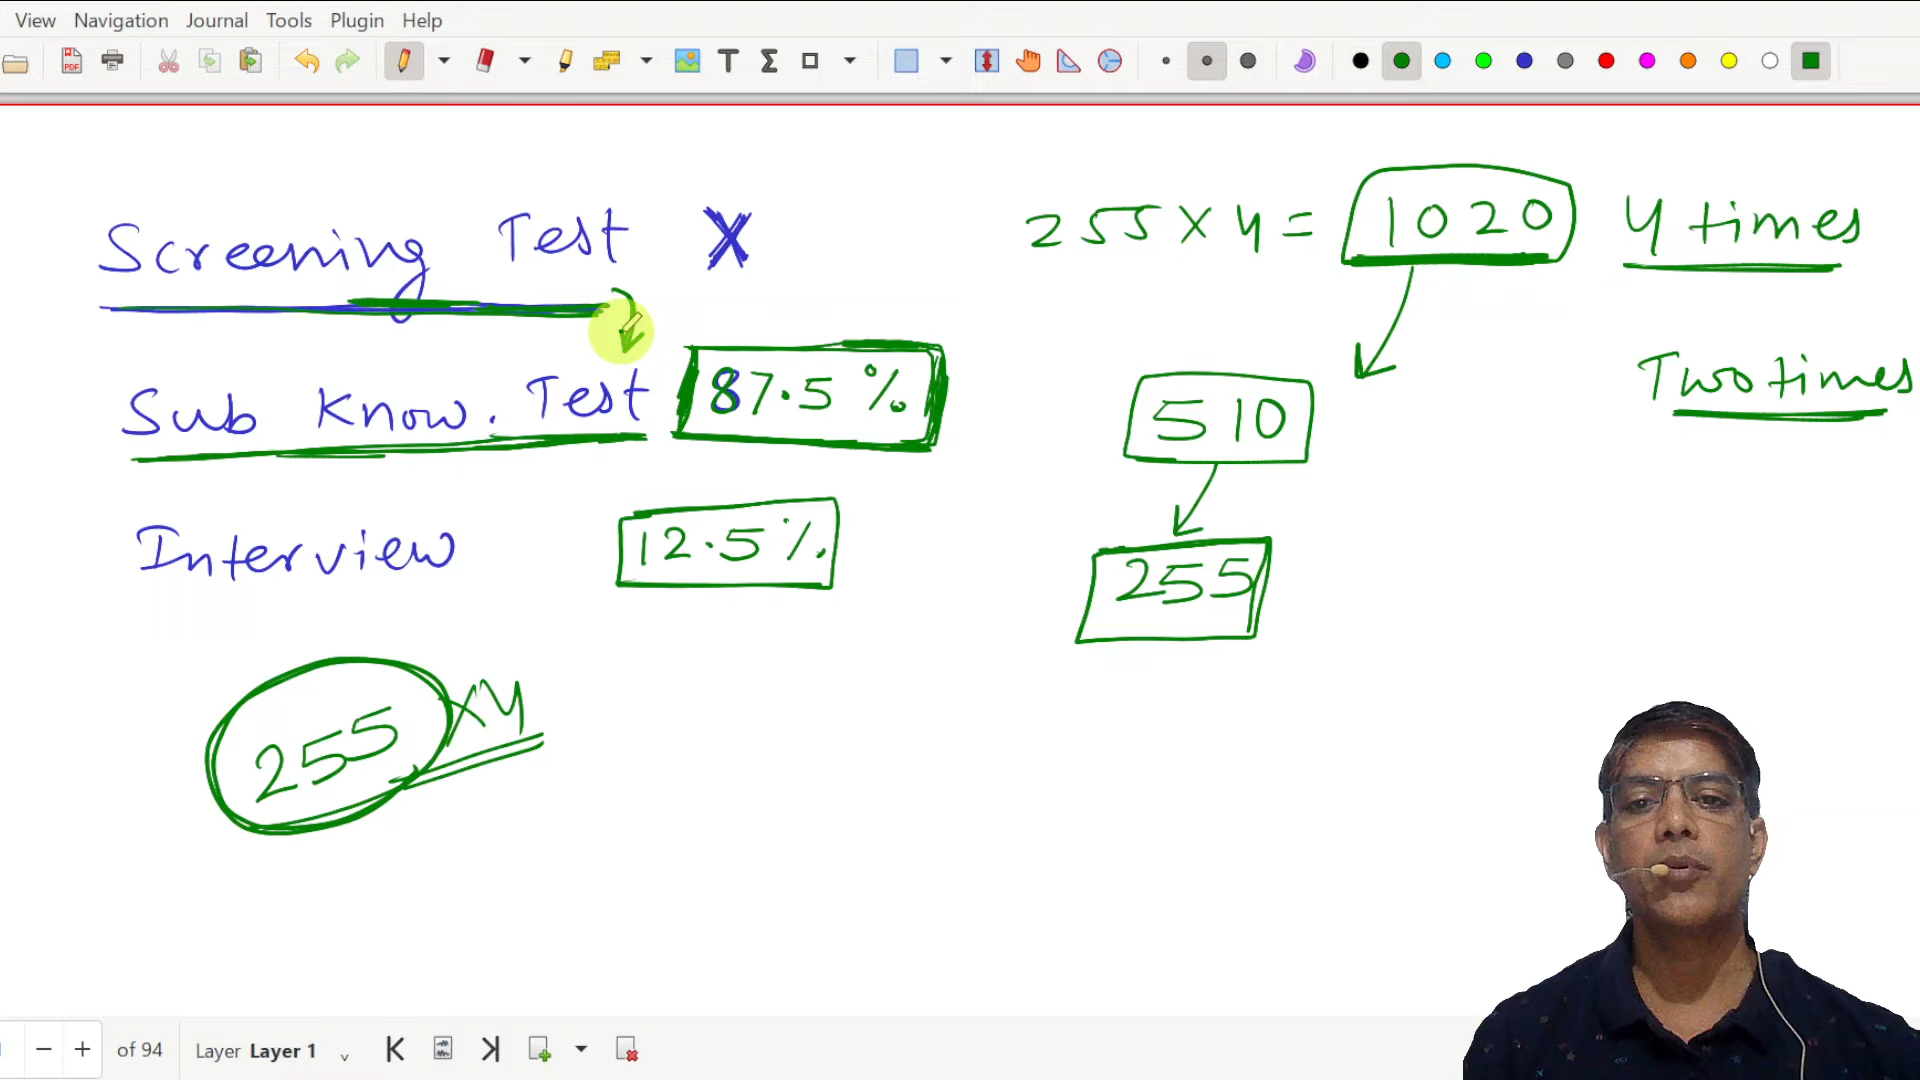 View Navigation Journal Tools Plugin Help
Screening Test X
Sub Know. Test 87.5 %
Interview 12.5 %
255 x 4
255 x 4 = 1020 4 times
Two times
510
255
of 94 Layer Layer 1